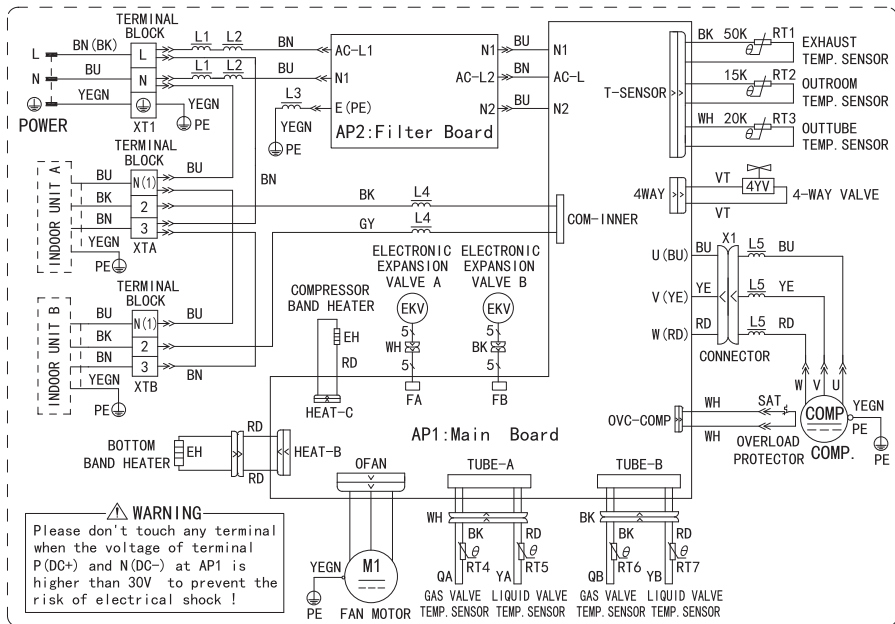 TERMINAL
BLOCK
L BN(BK) L L1 L2 BN AC-L1 N1 BU N1
N BU N L1 L2 BU N1 AC-L2 BN AC-L
YEGN YEGN L3 E(PE) N2 BU N2
POWER XT1 PE YEGN PE AP2:Filter Board
T-SENSOR
BK 50K θ RT1 EXHAUST
TEMP. SENSOR
15K θ RT2 OUTROOM
TEMP. SENSOR
WH 20K θ RT3 OUTTUBE
TEMP. SENSOR
TERMINAL
BLOCK
INDOOR UNIT A
BU N(1) BU BN
BK 2 BK L4
BN 3 GY L4 COM-INNER
YEGN XTA
PE
4WAY VT 4YV 4-WAY VALVE
VT
TERMINAL
BLOCK
INDOOR UNIT B
BU N(1) BU
BK 2
BN 3 BN
YEGN XTB
PE
COMPRESSOR
BAND HEATER
EH
RD
HEAT-C
ELECTRONIC
EXPANSION
VALVE A
EKV
5
WH
5
FA
ELECTRONIC
EXPANSION
VALVE B
EKV
5
BK
5
FB
X1
U(BU) BU L5 BU
V(YE) YE L5 YE
W(RD) RD L5 RD
CONNECTOR
W V U
OVC-COMP WH SAT
WH OVERLOAD
PROTECTOR
COMP YEGN
PE
COMP. PE
AP1:Main Board
BOTTOM
BAND HEATER
EH RD HEAT-B
RD
OFAN
YEGN M1
PE FAN MOTOR
TUBE-A
WH
BK RD
θ θ
RT4 RT5
QA YA
GAS VALVE LIQUID VALVE
TEMP. SENSOR TEMP. SENSOR
TUBE-B
BK
BK RD
θ θ
RT6 RT7
QB YB
GAS VALVE LIQUID VALVE
TEMP. SENSOR TEMP. SENSOR
WARNING
Please don't touch any terminal
when the voltage of terminal
P(DC+) and N(DC-) at AP1 is
higher than 30V to prevent the
risk of electrical shock !